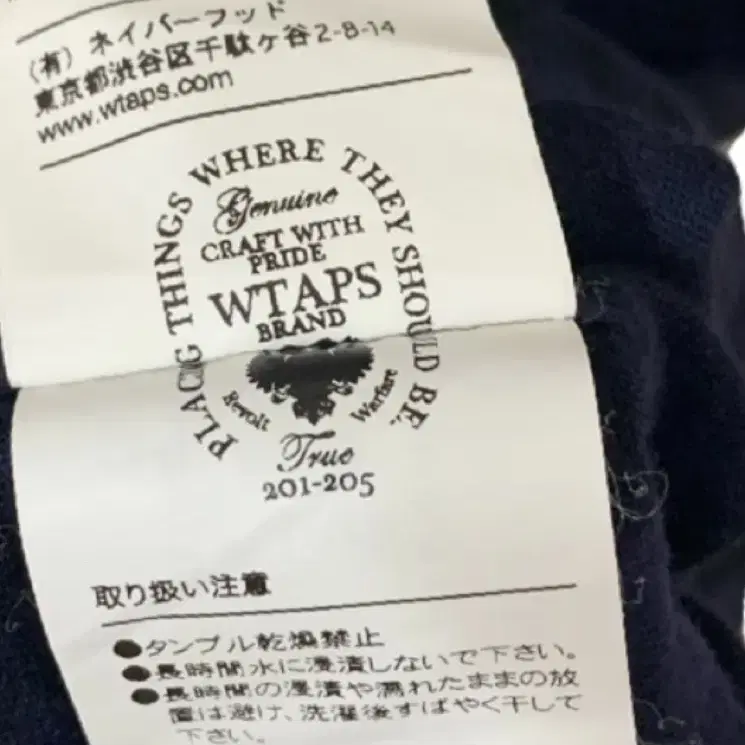 (有)ネイバーフッド
東京都渋谷区千駄ヶ谷2-8-14
www.wtaps.com
PLACING THINGS WHERE THEY SHOULD BE.
Genuine
CRAFT WITH
PRIDE
WTAPS
BRAND
Revolt
Warfare
True
201-205
取り扱い注意
●タンブル乾燥禁止
●長時間水に浸漬しないで下さい。
●長時間の浸漬や濡れたままの放
置は避け、洗濯後すばやく干して
下さい。